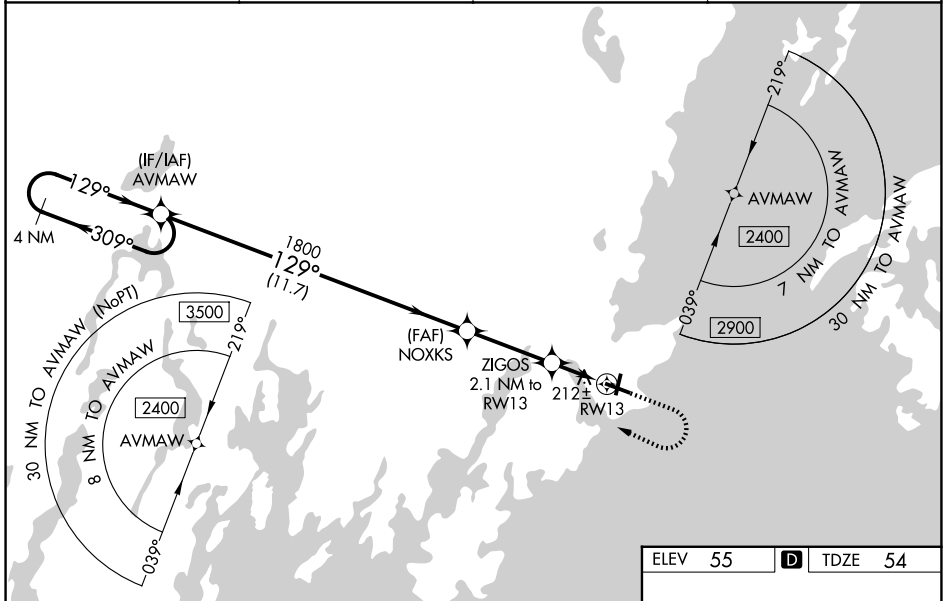 219°
(IF/IAF)
AVMAW
129°
4 NM
309°
1800
129°
(11.7)
AVMAW
2400
7 NM TO AVMAW
30 NM TO AVMAW
039°
2900
(FAF)
NOXKS
ZIGOS
2.1 NM to
RW13
212±
RW13
30 NM TO AVMAW (NoPT)
3500
219°
8 NM TO AVMAW
2400
AVMAW
039°
ELEV 55 D TDZE 54